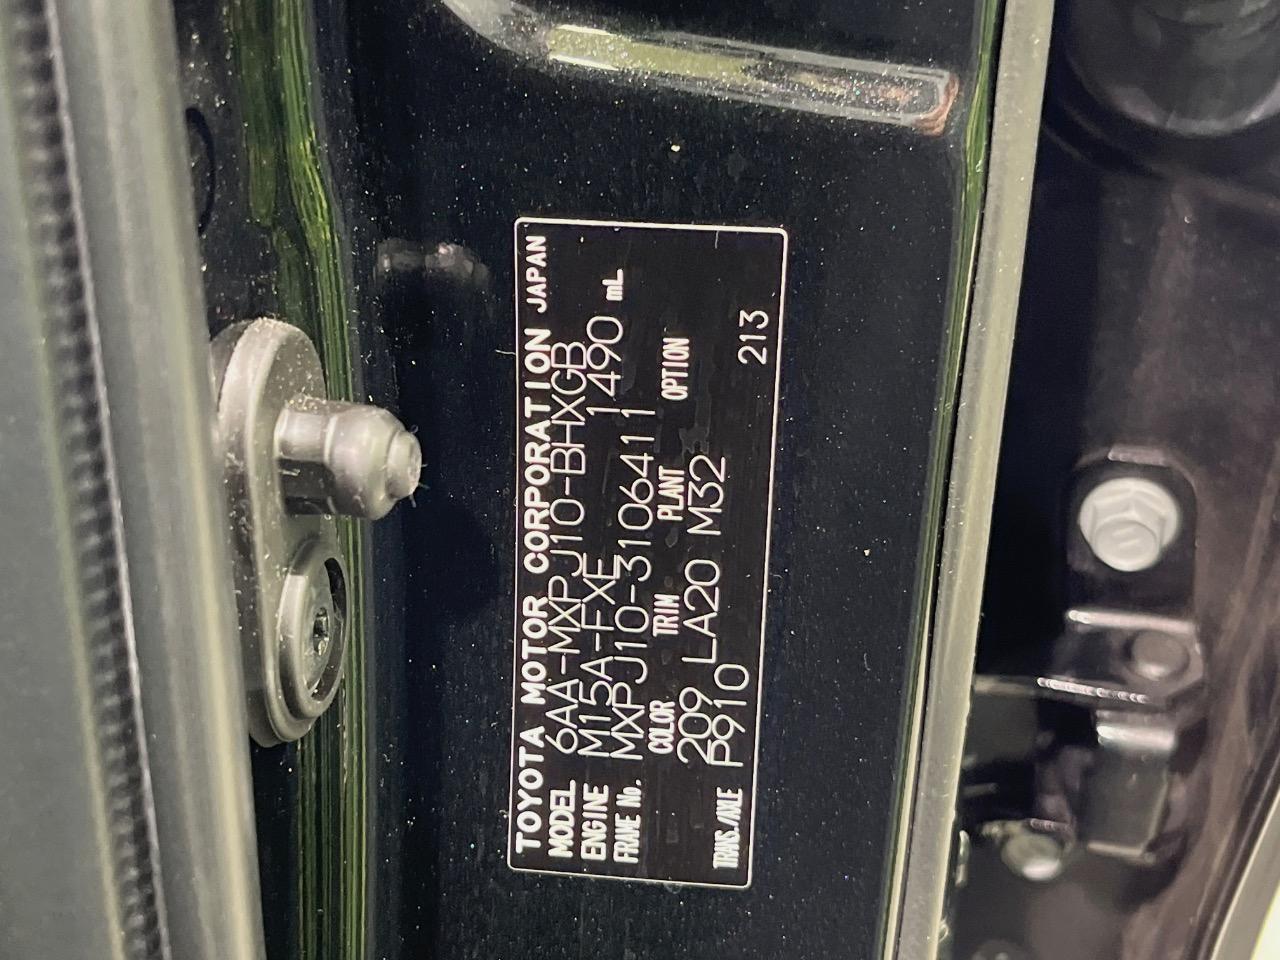 TOYOTA MOTOR CORPORATION JAPAN
MODEL 6AA-MXPJ10-BHXGB
ENGINE M15A-FXE 1490 mL
FRAME No. MXPJ10-3106411
COLOR TRIM PLANT OPTION
209 LA20 M32
TRANS./AXLE P910 213